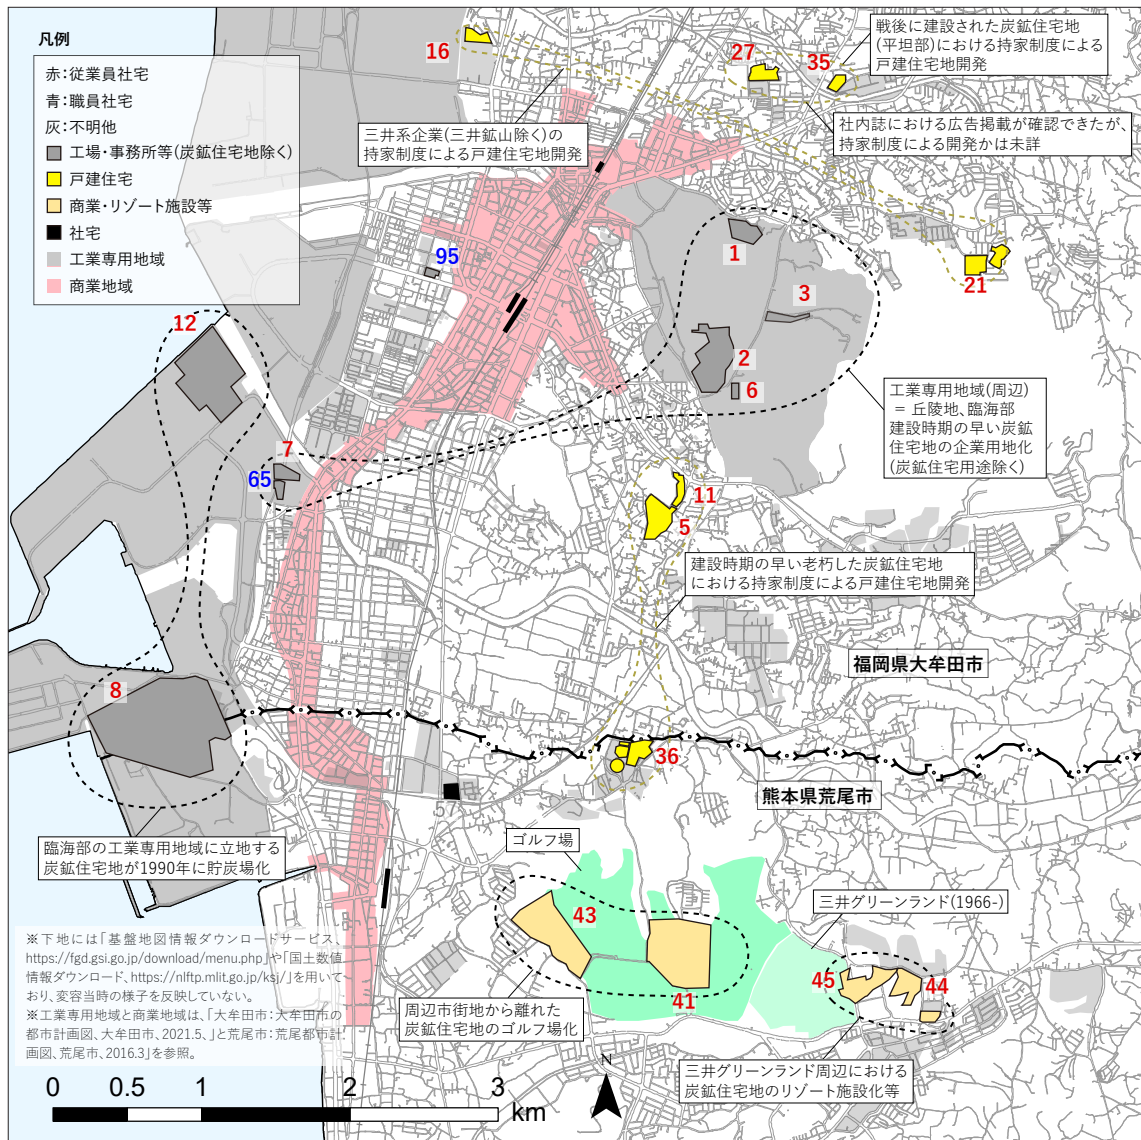 凡例
赤：従業員社宅
青：職員社宅
灰：不明他
工場・事務所等(炭鉱住宅地除く)
戸建住宅
商業・リゾート施設等
社宅
工業専用地域
商業地域
16
27
35
戦後に建設された炭鉱住宅地
(平坦部)における持家制度による
戸建住宅地開発
三井系企業(三井鉱山除く)の
持家制度による戸建住宅地開発
社内誌における広告掲載が確認できたが、
持家制度による開発かは未詳
95
1
21
3
12
2
6
工業専用地域(周辺)
＝ 丘陵地、臨海部
建設時期の早い炭鉱
住宅地の企業用地化
(炭鉱住宅用途除く)
7
65
11
5
建設時期の早い老朽した炭鉱住宅地
における持家制度による戸建住宅地開発
福岡県大牟田市
8
36
熊本県荒尾市
57
臨海部の工業専用地域に立地する
炭鉱住宅地が1990年に貯炭場化
ゴルフ場
三井グリーンランド(1966-)
43
41
45
44
※下地には「基盤地図情報ダウンロードサービス、
https://fgd.gsi.go.jp/download/menu.php」や「国土数値
情報ダウンロード、https://nlftp.mlit.go.jp/ksj/」を用いて
おり、変容当時の様子を反映していない。
※工業専用地域と商業地域は、「大牟田市：大牟田市の
都市計画図、大牟田市、2021.5、」と荒尾市：荒尾都市計
画図、荒尾市、2016.3」を参照。
周辺市街地から離れた
炭鉱住宅地のゴルフ場化
三井グリーンランド周辺における
炭鉱住宅地のリゾート施設化等
N
0 0.5 1 2 3
km